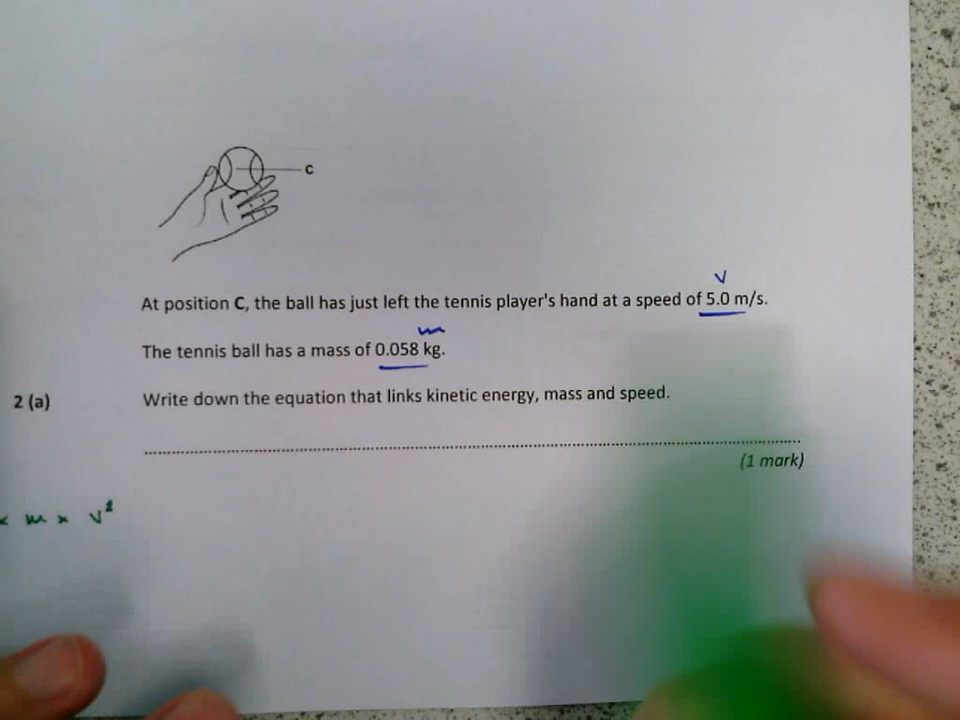 C
v
At position C, the ball has just left the tennis player's hand at a speed of 5.0 m/s.
m
The tennis ball has a mass of 0.058 kg.
2 (a) Write down the equation that links kinetic energy, mass and speed.
(1 mark)
× m × v²